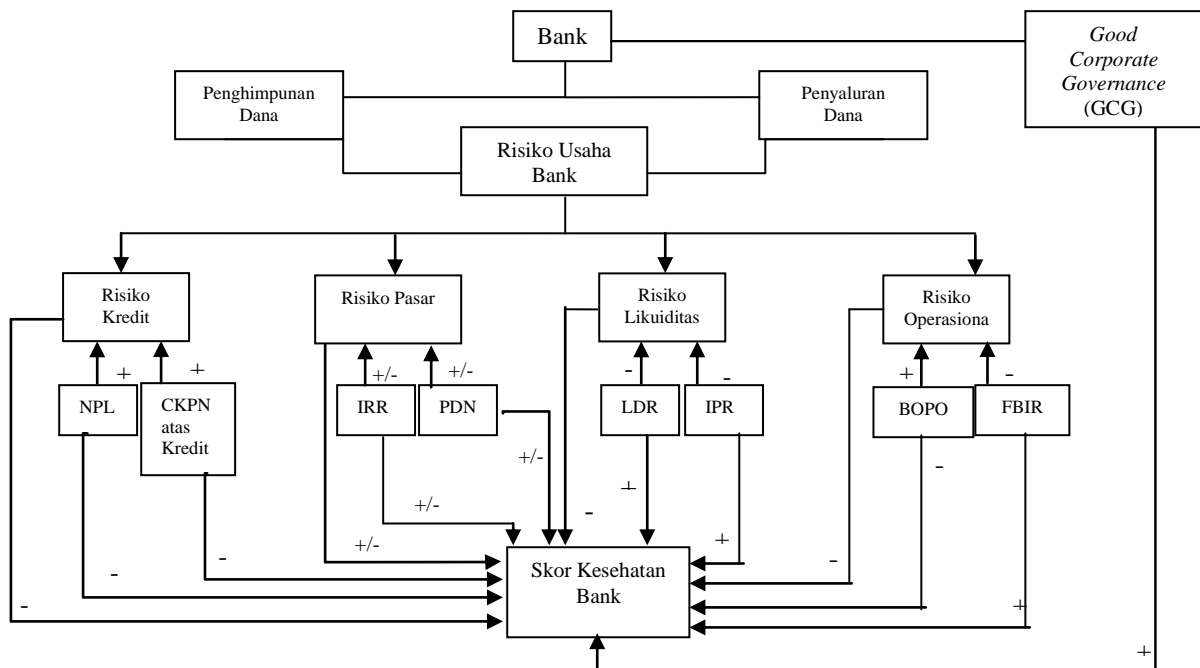 Bank
Good
Corporate
Governance
(GCG)
Penghimpunan
Dana
Penyaluran
Dana
Risiko Usaha
Bank
Risiko
Kredit
Risiko Pasar
Risiko
Likuiditas
Risiko
Operasiona
+
+
+/-
+/-
-
-
+
-
NPL
CKPN
atas
Kredit
IRR
PDN
LDR
IPR
BOPO
FBIR
+/-
+
-
+/-
-
+
+/-
-
-
-
-
+
+
Skor Kesehatan
Bank
-
+